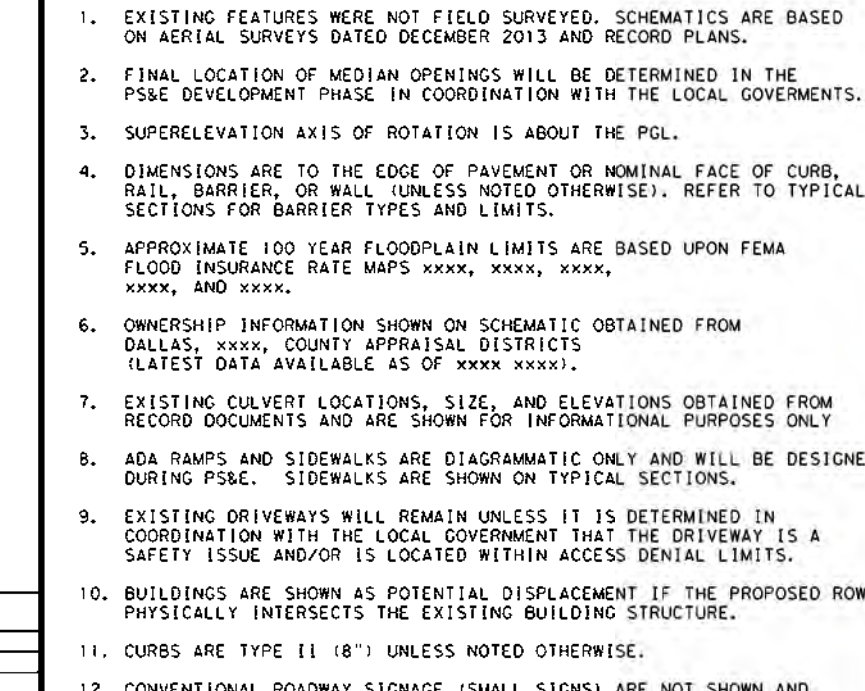 1. EXISTING FEATURES WERE NOT FIELD SURVEYED. SCHEMATICS ARE BASED
ON AERIAL SURVEYS DATED DECEMBER 2013 AND RECORD PLANS.
2. FINAL LOCATION OF MEDIAN OPENINGS WILL BE DETERMINED IN THE
PS&E DEVELOPMENT PHASE IN COORDINATION WITH THE LOCAL GOVERMENTS.
3. SUPERELEVATION AXIS OF ROTATION IS ABOUT THE PGL.
4. DIMENSIONS ARE TO THE EDGE OF PAVEMENT OR NOMINAL FACE OF CURB,
RAIL, BARRIER, OR WALL (UNLESS NOTED OTHERWISE). REFER TO TYPICAL
SECTIONS FOR BARRIER TYPES AND LIMITS.
5. APPROXIMATE 100 YEAR FLOODPLAIN LIMITS ARE BASED UPON FEMA
FLOOD INSURANCE RATE MAPS xxxx, xxxx, xxxx,
xxxx, AND xxxx.
6. OWNERSHIP INFORMATION SHOWN ON SCHEMATIC OBTAINED FROM
DALLAS, xxxx, COUNTY APPRAISAL DISTRICTS
(LATEST DATA AVAILABLE AS OF xxxx xxxx).
7. EXISTING CULVERT LOCATIONS, SIZE, AND ELEVATIONS OBTAINED FROM
RECORD DOCUMENTS AND ARE SHOWN FOR INFORMATIONAL PURPOSES ONLY
8. ADA RAMPS AND SIDEWALKS ARE DIAGRAMMATIC ONLY AND WILL BE DESIGNE
DURING PS&E. SIDEWALKS ARE SHOWN ON TYPICAL SECTIONS.
9. EXISTING DRIVEWAYS WILL REMAIN UNLESS IT IS DETERMINED IN
COORDINATION WITH THE LOCAL GOVERNMENT THAT THE DRIVEWAY IS A
SAFETY ISSUE AND/OR IS LOCATED WITHIN ACCESS DENIAL LIMITS.
10. BUILDINGS ARE SHOWN AS POTENTIAL DISPLACEMENT IF THE PROPOSED ROW
PHYSICALLY INTERSECTS THE EXISTING BUILDING STRUCTURE.
11. CURBS ARE TYPE II (8") UNLESS NOTED OTHERWISE.
12. CONVENTIONAL ROADWAY SIGNAGE (SMALL SIGNS) ARE NOT SHOWN AND